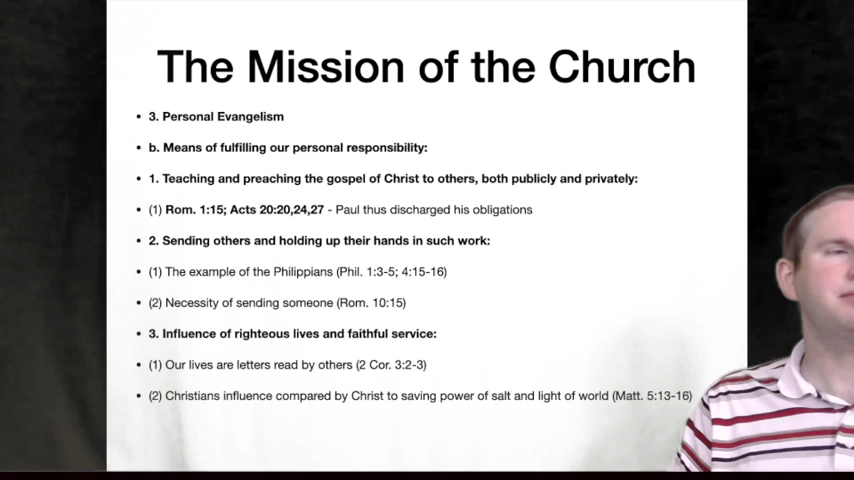 The Mission of the Church
• 3. Personal Evangelism
• b. Means of fulfilling our personal responsibility:
• 1. Teaching and preaching the gospel of Christ to others, both publicly and privately:
• (1) Rom. 1:15; Acts 20:20,24,27 - Paul thus discharged his obligations
• 2. Sending others and holding up their hands in such work:
• (1) The example of the Philippians (Phil. 1:3-5; 4:15-16)
• (2) Necessity of sending someone (Rom. 10:15)
• 3. Influence of righteous lives and faithful service:
• (1) Our lives are letters read by others (2 Cor. 3:2-3)
• (2) Christians influence compared by Christ to saving power of salt and light of world (Matt. 5:13-16)